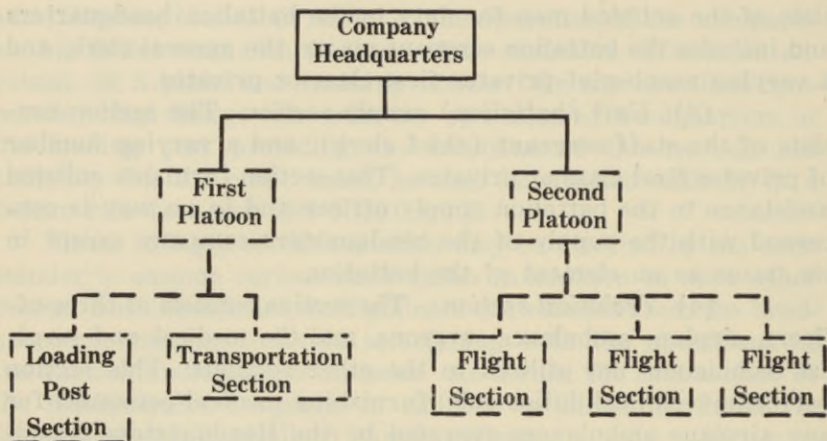 Company
Headquarters
First
Platoon
Second
Platoon
Loading
Post
Section
Transportation
Section
Flight
Section
Flight
Section
Flight
Section